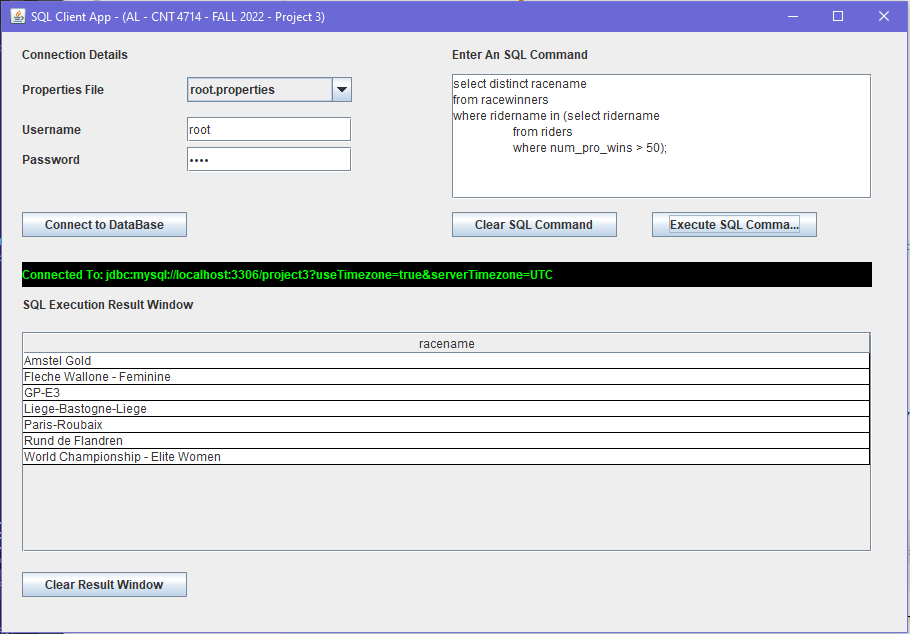 SQL Client App - (AL - CNT 4714 - FALL 2022 - Project 3)
Connection Details
Properties File
root.properties
Username
root
Password
••••
Connect to DataBase
Enter An SQL Command
select distinct racename
from racewinners
where ridername in (select ridername
from riders
where num_pro_wins > 50);
Clear SQL Command
Execute SQL Comma...
Connected To: jdbc:mysql://localhost:3306/project3?useTimezone=true&serverTimezone=UTC
SQL Execution Result Window
racename
Amstel Gold
Fleche Wallone - Feminine
GP-E3
Liege-Bastogne-Liege
Paris-Roubaix
Rund de Flandren
World Championship - Elite Women
Clear Result Window